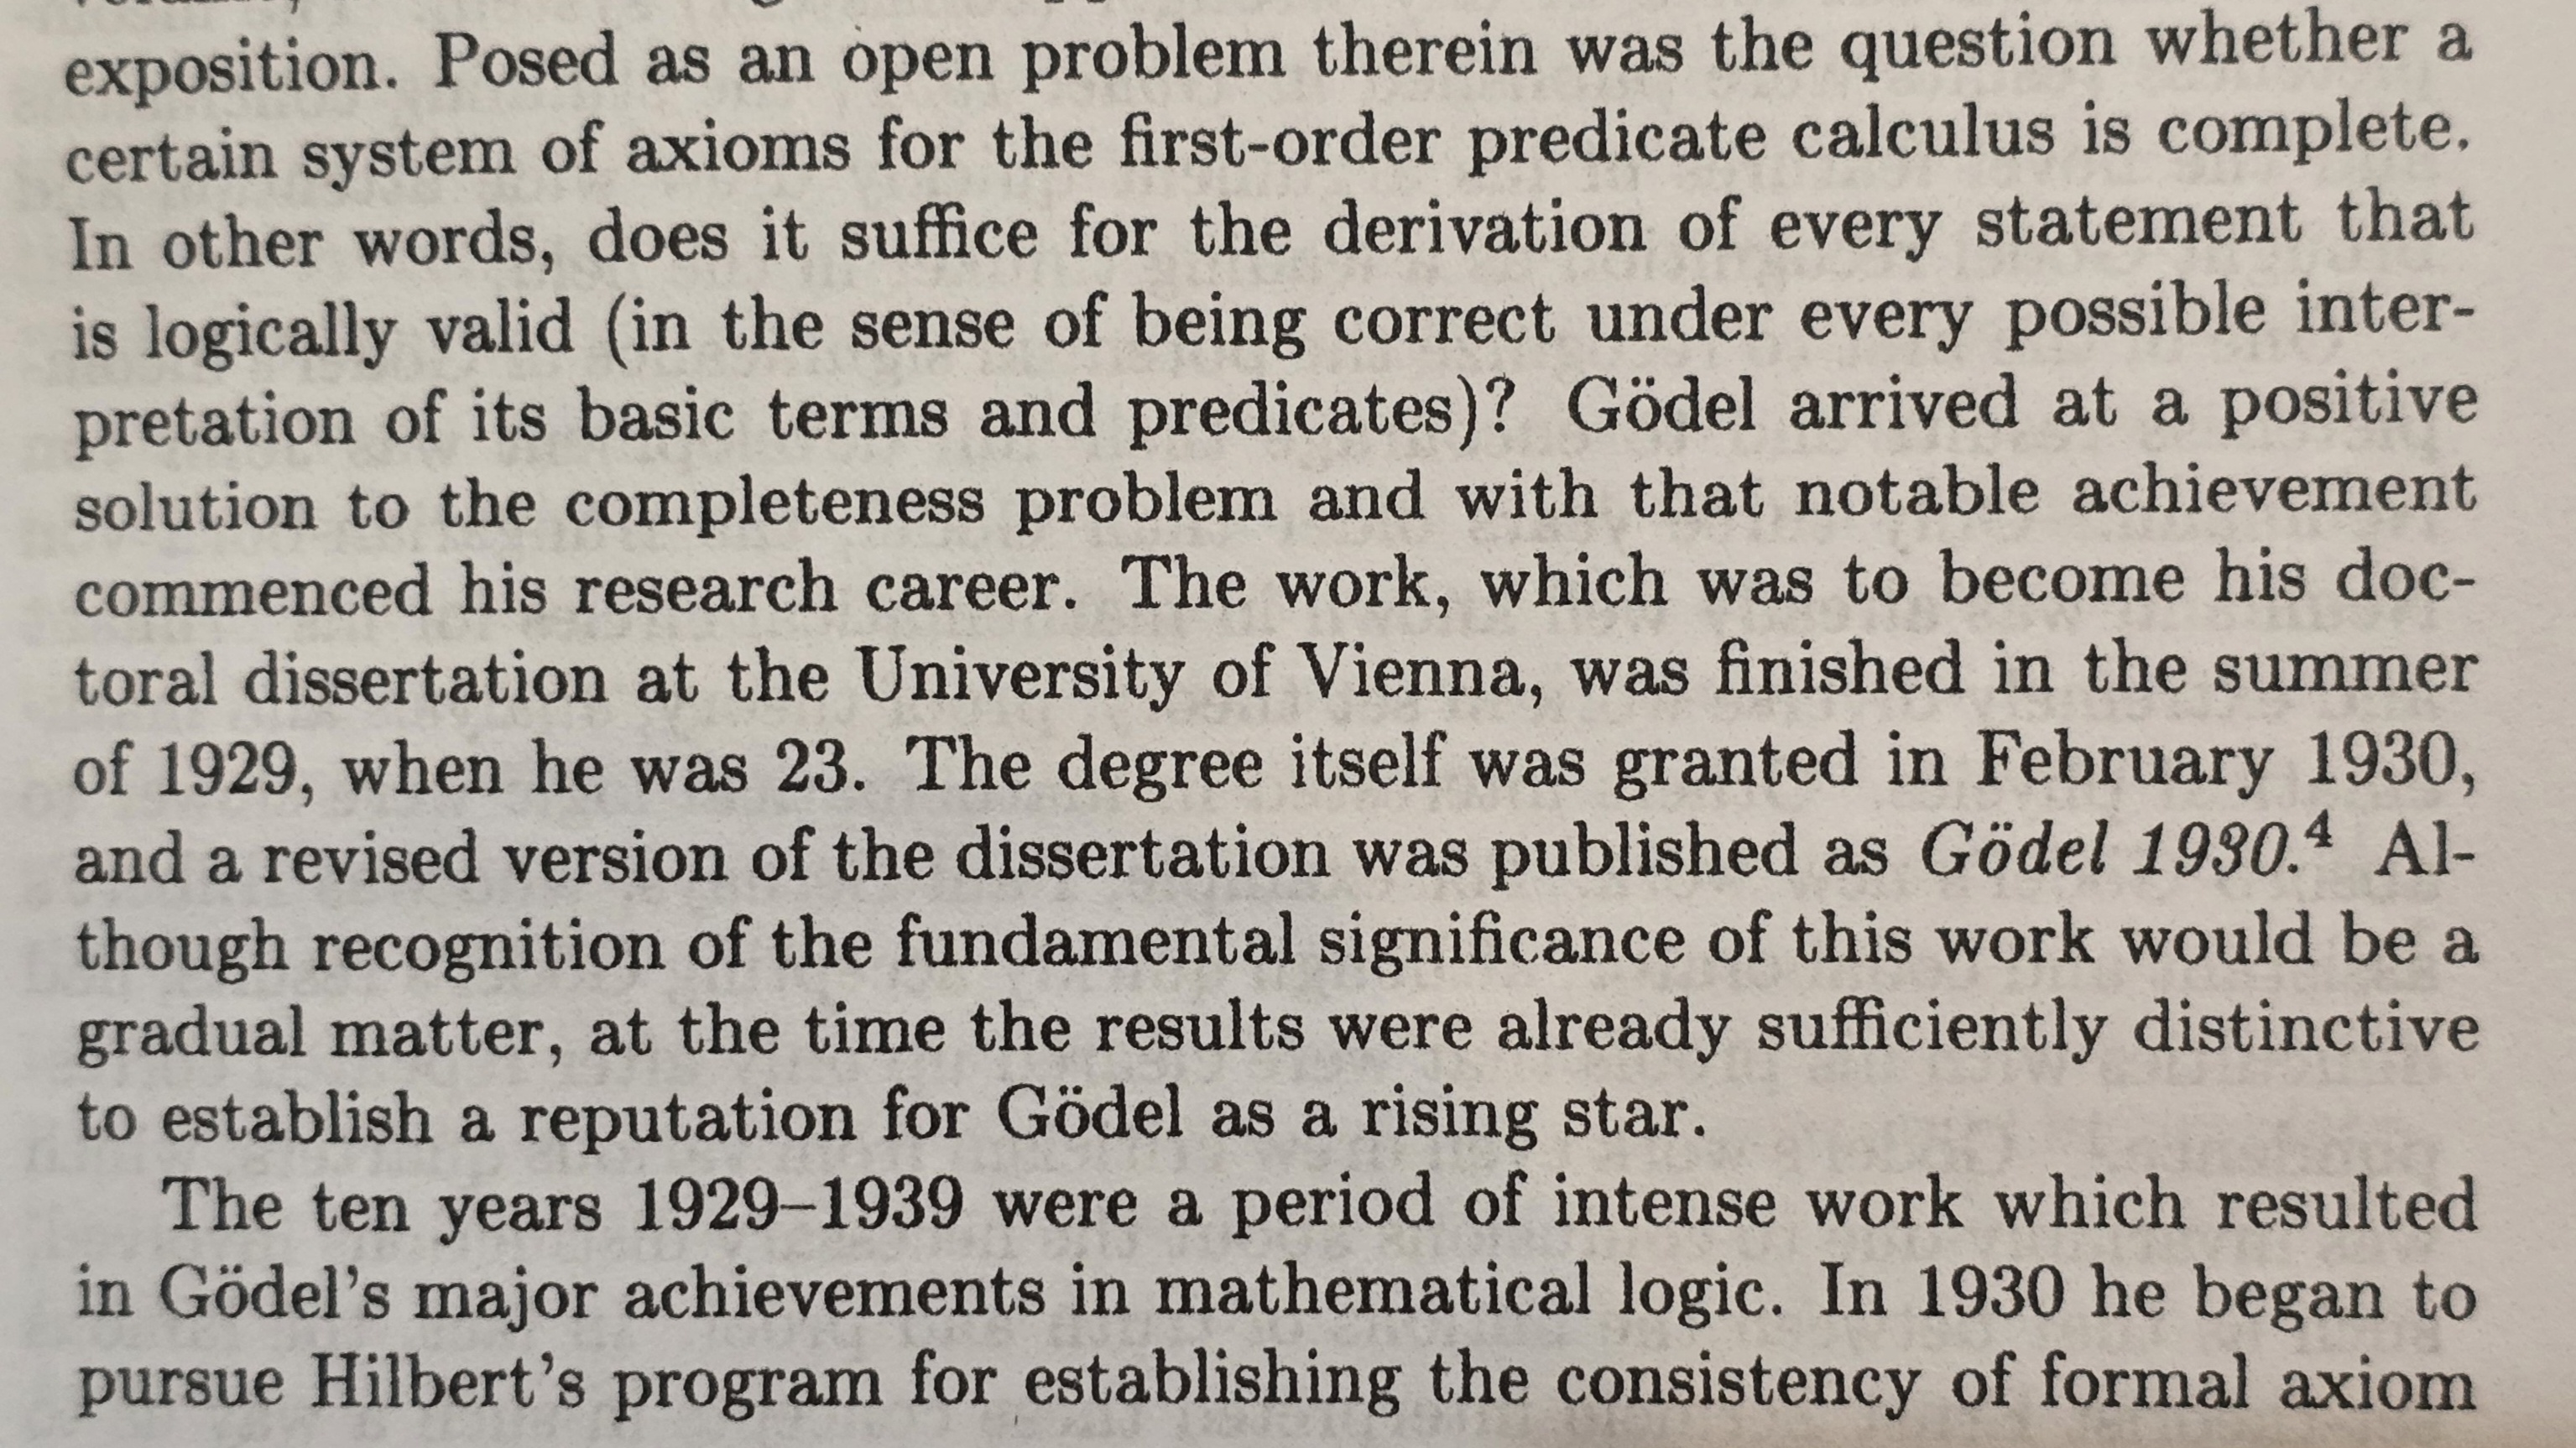 exposition. Posed as an open problem therein was the question whether a
certain system of axioms for the first-order predicate calculus is complete.
In other words, does it suffice for the derivation of every statement that
is logically valid (in the sense of being correct under every possible inter-
pretation of its basic terms and predicates)? Gödel arrived at a positive
solution to the completeness problem and with that notable achievement
commenced his research career. The work, which was to become his doc-
toral dissertation at the University of Vienna, was finished in the summer
of 1929, when he was 23. The degree itself was granted in February 1930,
and a revised version of the dissertation was published as Gödel 1930.⁴ Al-
though recognition of the fundamental significance of this work would be a
gradual matter, at the time the results were already sufficiently distinctive
to establish a reputation for Gödel as a rising star.
The ten years 1929–1939 were a period of intense work which resulted
in Gödel's major achievements in mathematical logic. In 1930 he began to
pursue Hilbert's program for establishing the consistency of formal axiom